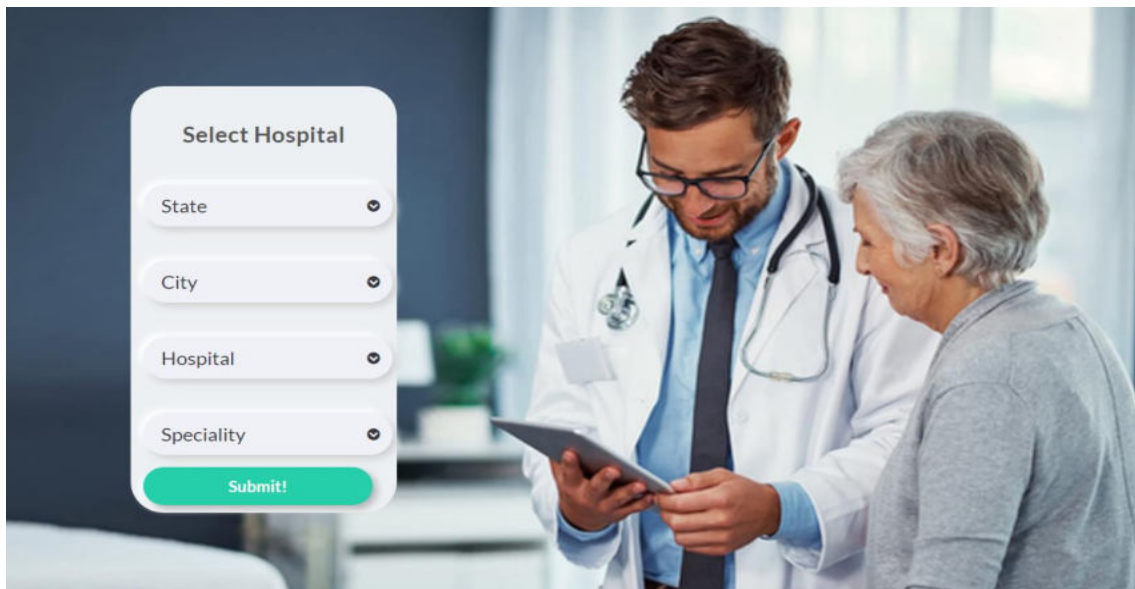 Select Hospital
State
City
Hospital
Speciality
Submit!